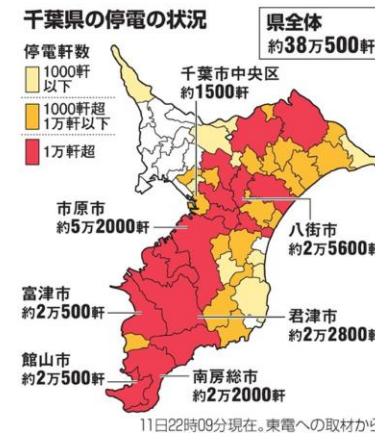 千葉県の停電の状況
県全体
約38万500軒
停電軒数
1000軒
以下
1000軒超
1万軒以下
1万軒超
千葉市中央区
約1500軒
市原市
約5万2000軒
八街市
約2万5600軒
富津市
約2万500軒
君津市
約2万2800軒
館山市
約2万500軒
南房総市
約2万2000軒
11日22時09分現在。東電への取材から